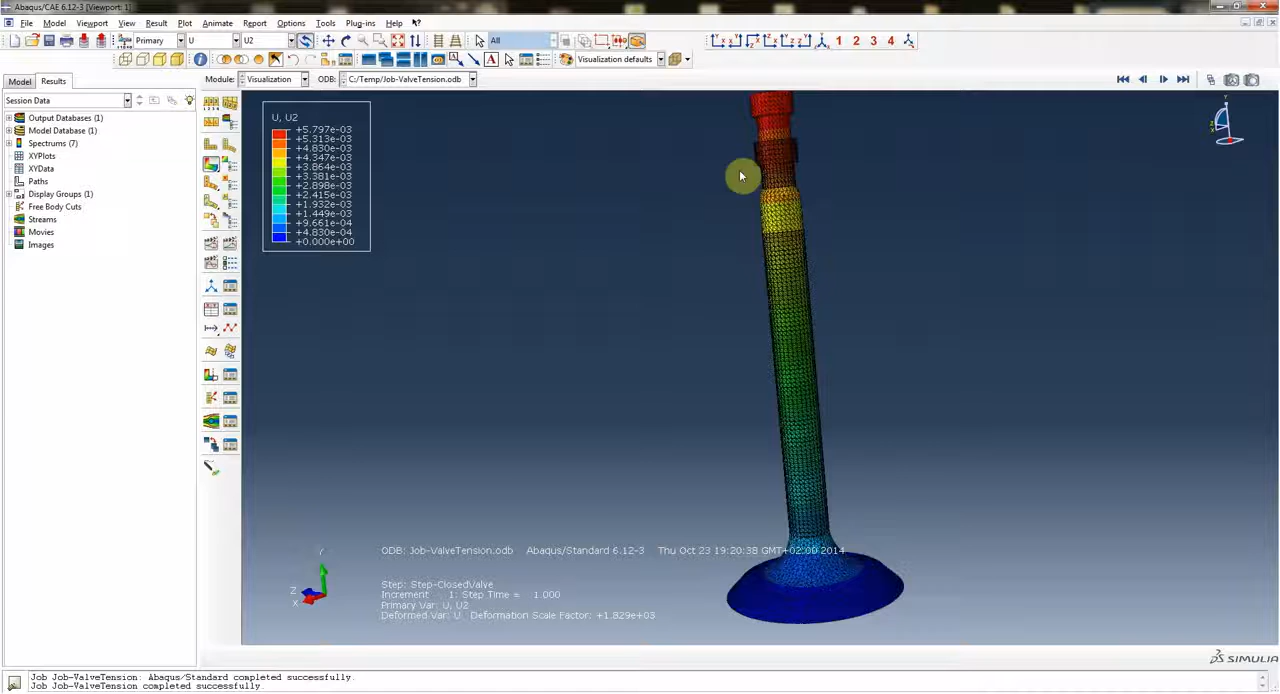 Abaqus/CAE 6.12-3 [Viewport: 1]
File Model Viewport View Result Plot Animate Report Options Tools Plug-ins Help
Primary U U2 All 1 2 3 4
Visualization defaults
Model Results Module: Visualization ODB: C:/Temp/Job-ValveTension.odb
Session Data
Output Databases (1)
Model Database (1)
Spectrums (7)
XYPlots
XYData
Paths
Display Groups (1)
Free Body Cuts
Streams
Movies
Images
U, U2
+5.797e-03
+5.313e-03
+4.830e-03
+4.347e-03
+3.864e-03
+3.381e-03
+2.898e-03
+2.415e-03
+1.932e-03
+1.449e-03
+9.661e-04
+4.830e-04
+0.000e+00
Y
Z
X
ODB: Job-ValveTension.odb Abaqus/Standard 6.12-3 Thu Oct 23 19:20:38 GMT+02:00 2014
Step: Step-ClosedValve
Increment 1: Step Time = 1.000
Primary Var: U, U2
Deformed Var: U Deformation Scale Factor: +1.829e+03
SIMULIA
Job Job-ValveTension: Abaqus/Standard completed successfully.
Job Job-ValveTension completed successfully.